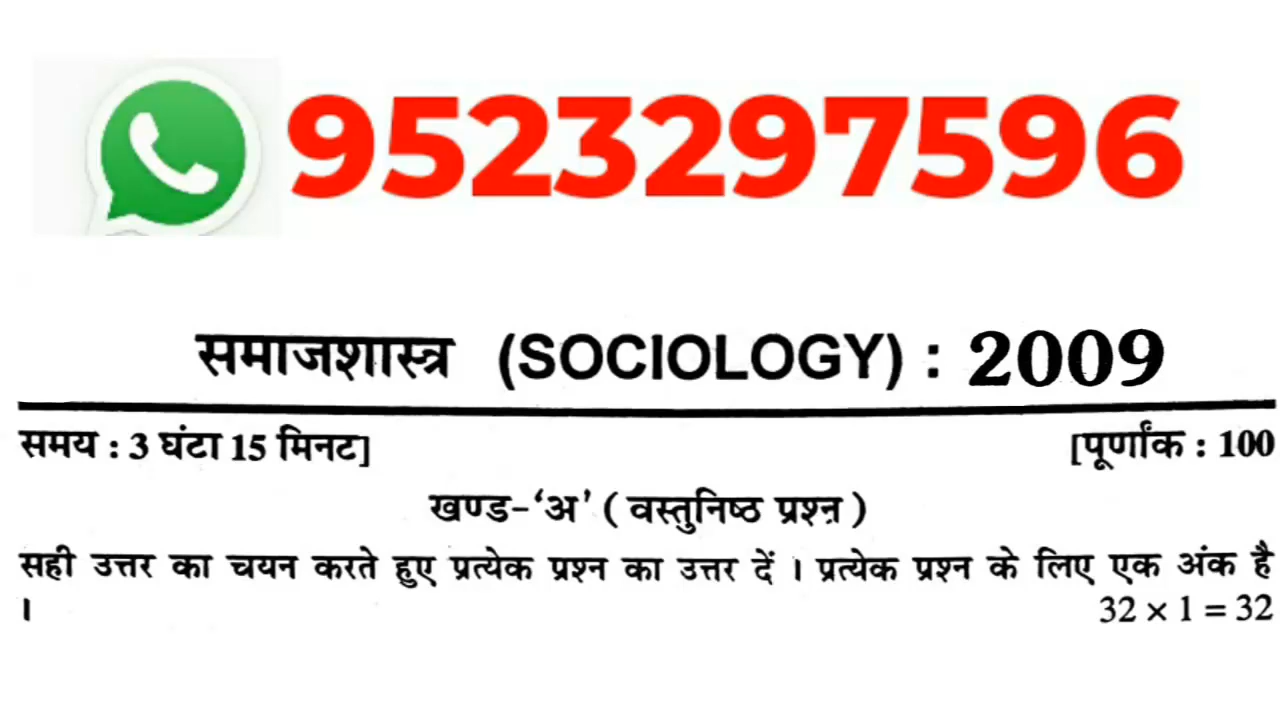 9523297596
समाजशास्त्र (SOCIOLOGY) : 2009
समय : 3 घंटा 15 मिनट] [पूर्णांक : 100
खण्ड-‘अ’ ( वस्तुनिष्ठ प्रश्न )
सही उत्तर का चयन करते हुए प्रत्येक प्रश्न का उत्तर दें । प्रत्येक प्रश्न के लिए एक अंक है
। 32 × 1 = 32